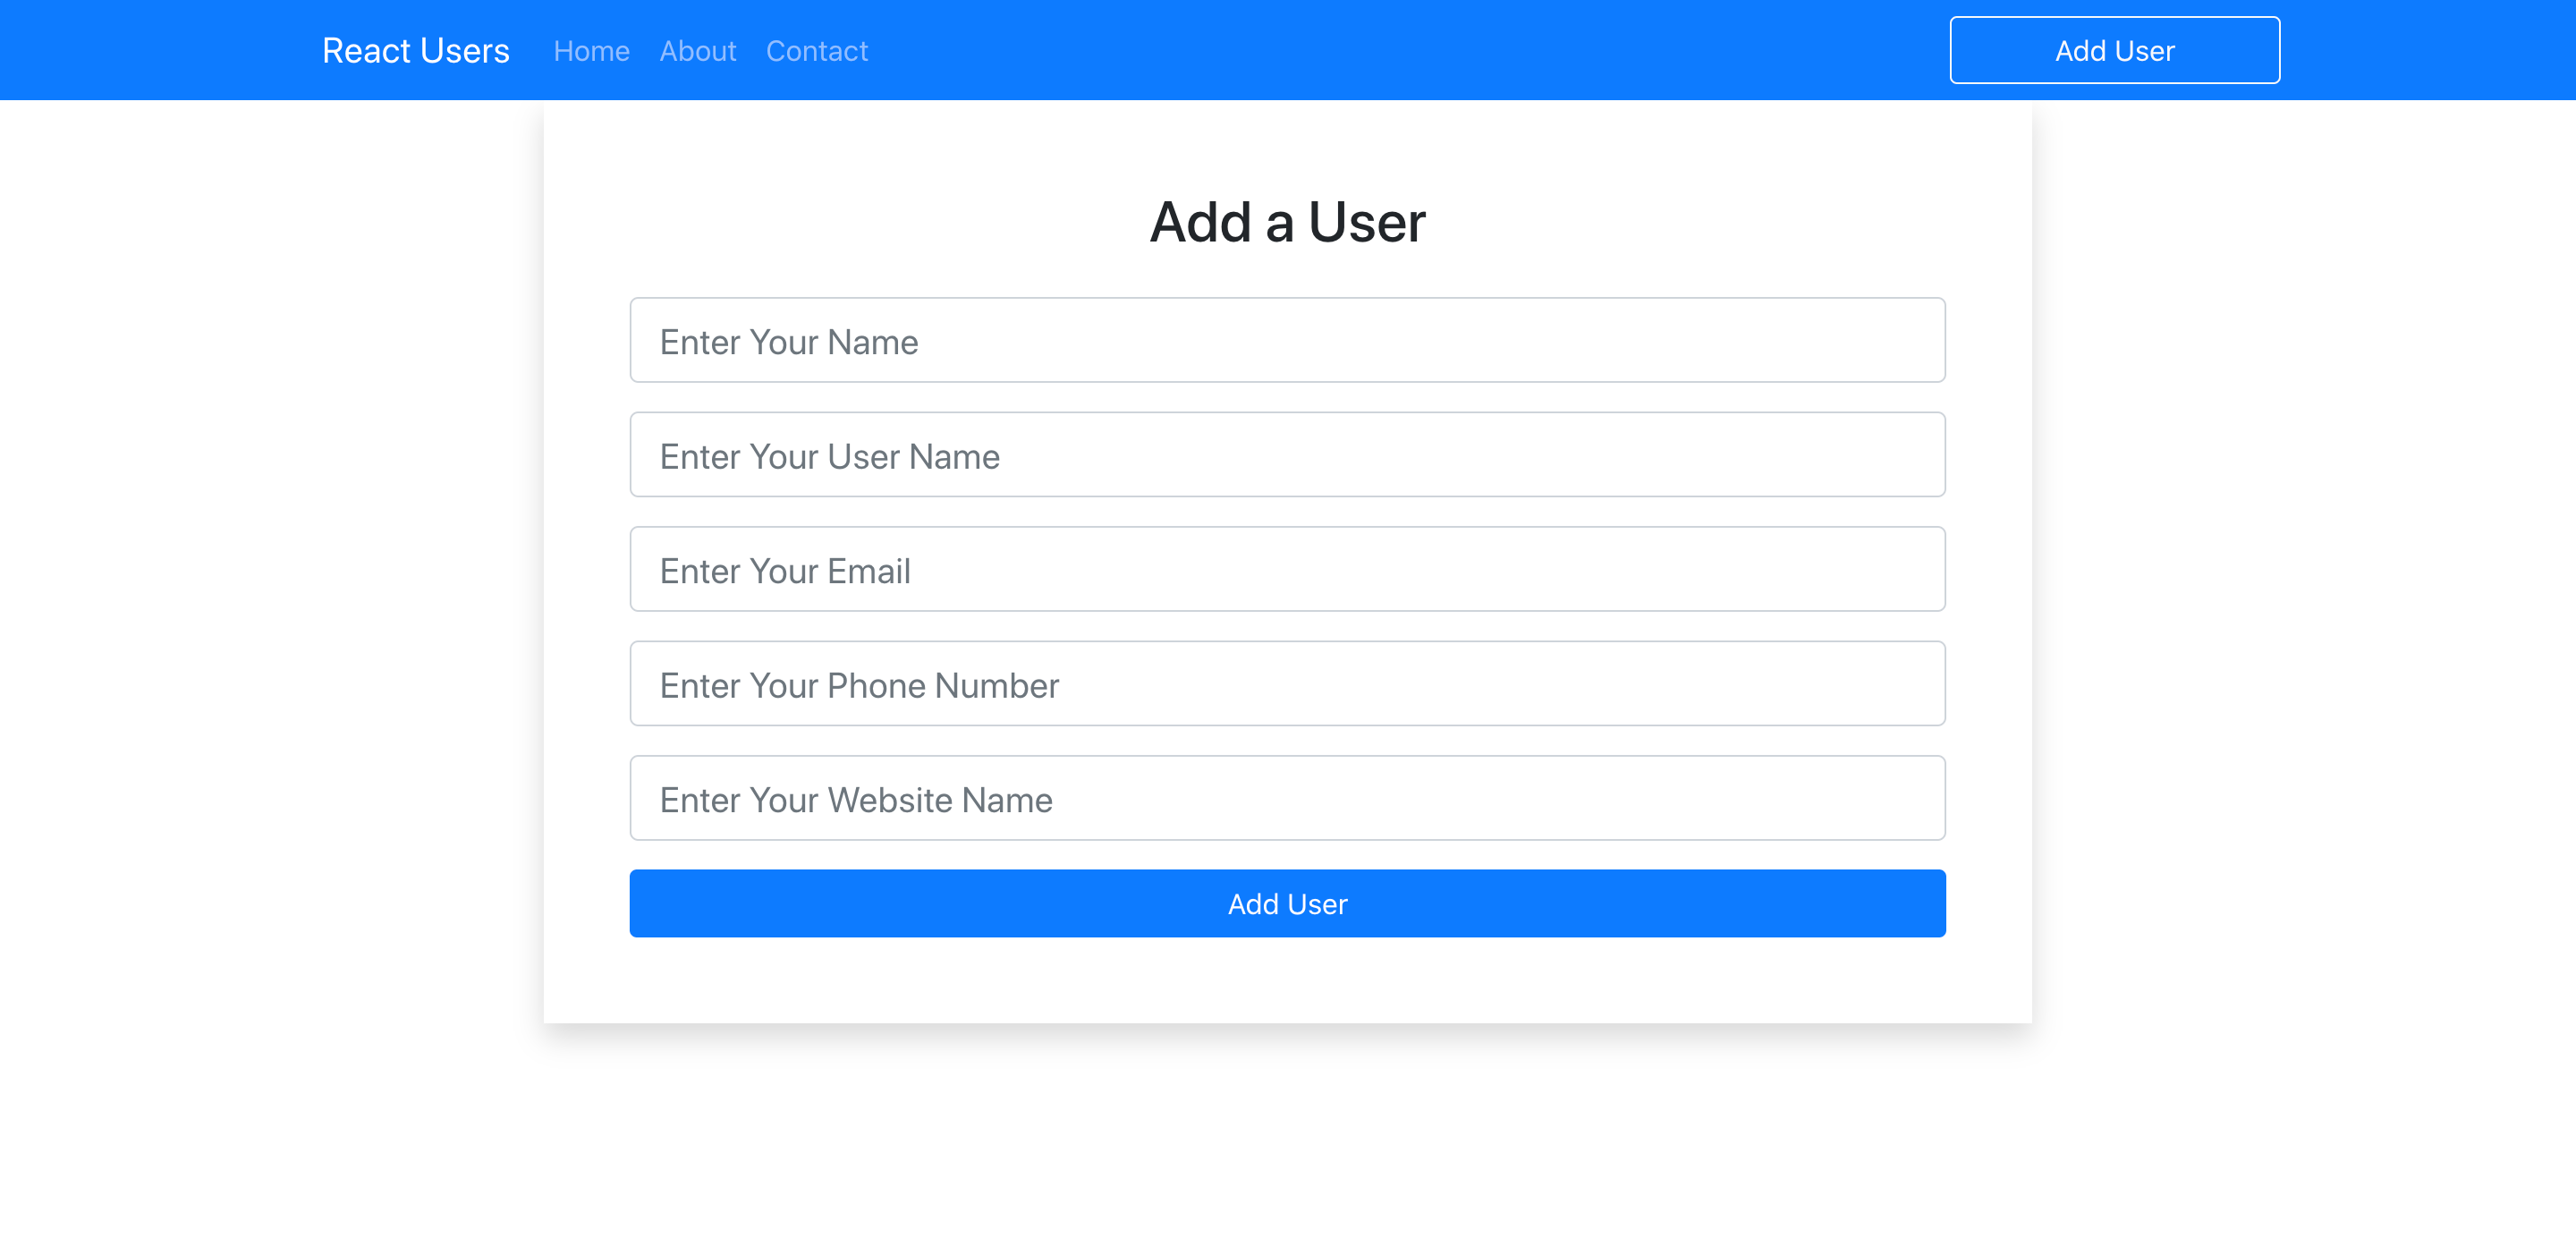 React Users Home About Contact Add User
Add a User
Enter Your Name
Enter Your User Name
Enter Your Email
Enter Your Phone Number
Enter Your Website Name
Add User